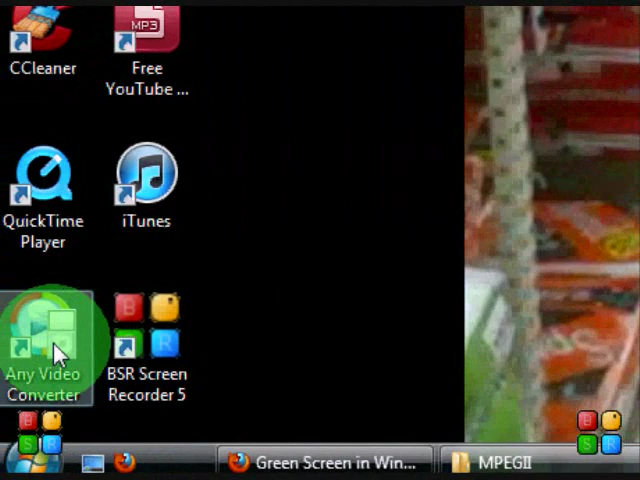 MP3
CCleaner
Free
YouTube ...
QuickTime
Player
iTunes
Any Video
Converter
B
R
BSR Screen
Recorder 5
B
S R
B
S R
Green Screen in Win...
MPEGII